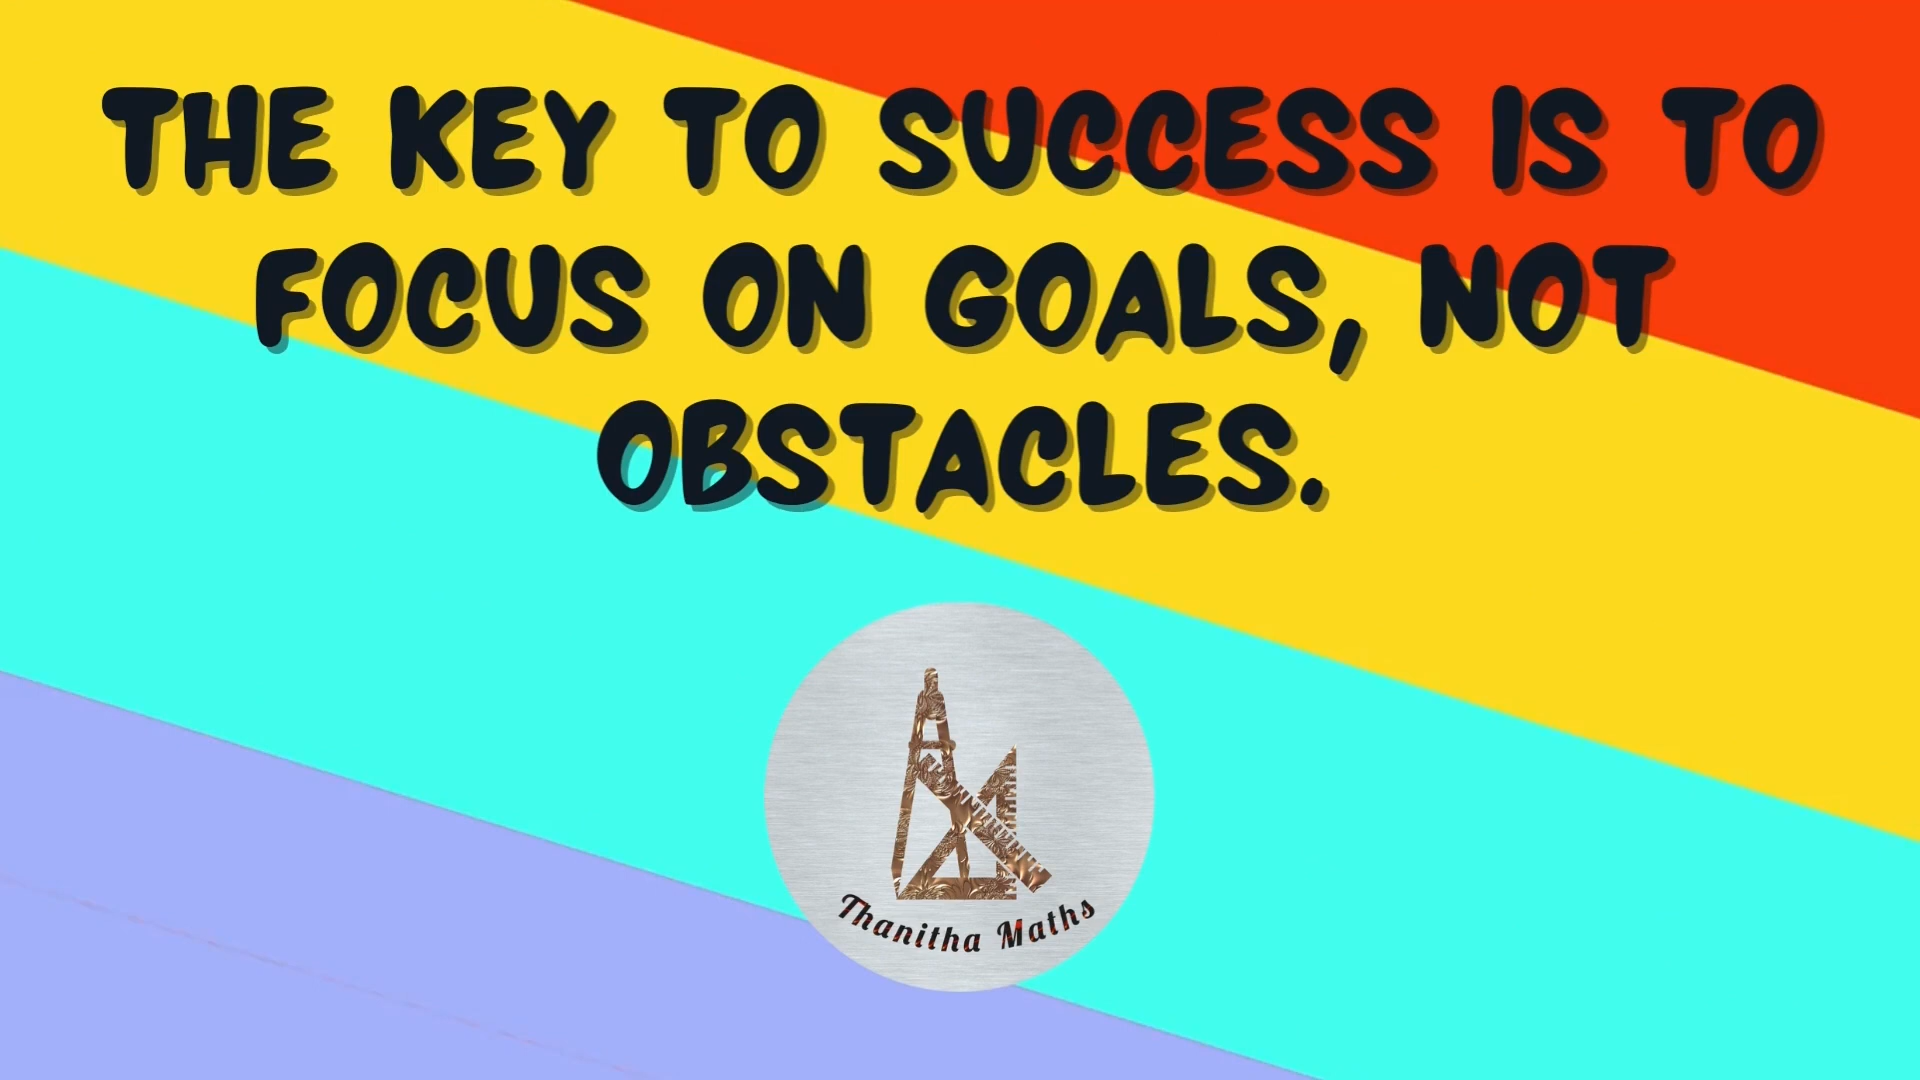 THE KEY TO SUCCESS IS TO
FOCUS ON GOALS, NOT
OBSTACLES.
Thanitha Maths